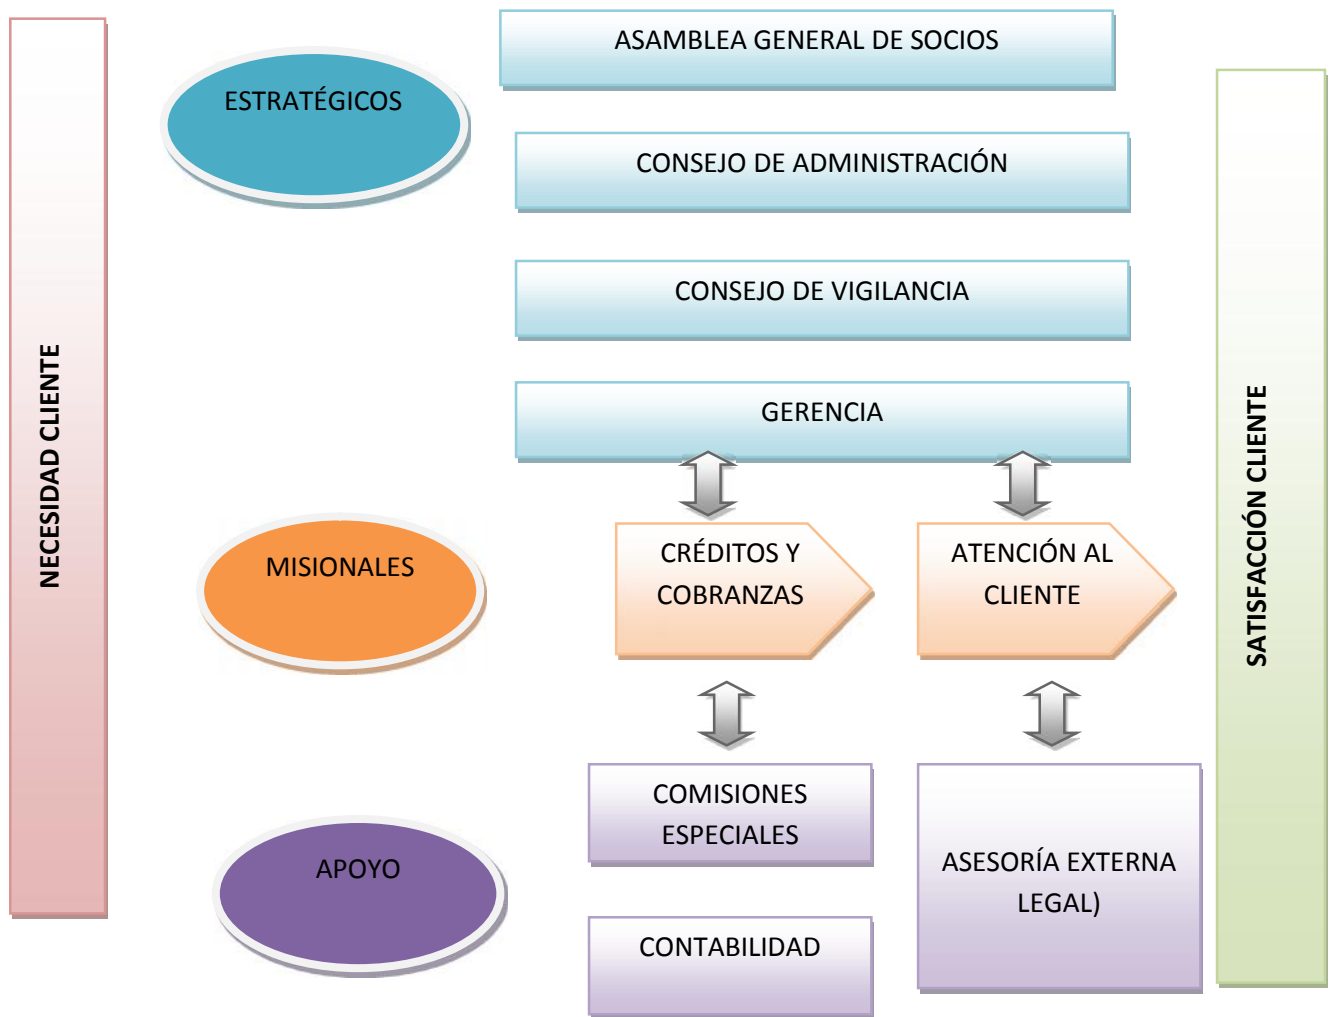 ASAMBLEA GENERAL DE SOCIOS
ESTRATÉGICOS
CONSEJO DE ADMINISTRACIÓN
CONSEJO DE VIGILANCIA
GERENCIA
NECESIDAD CLIENTE
SATISFACCIÓN CLIENTE
MISIONALES
CRÉDITOS Y
COBRANZAS
ATENCIÓN AL
CLIENTE
APOYO
COMISIONES
ESPECIALES
ASESORÍA EXTERNA
LEGAL)
CONTABILIDAD